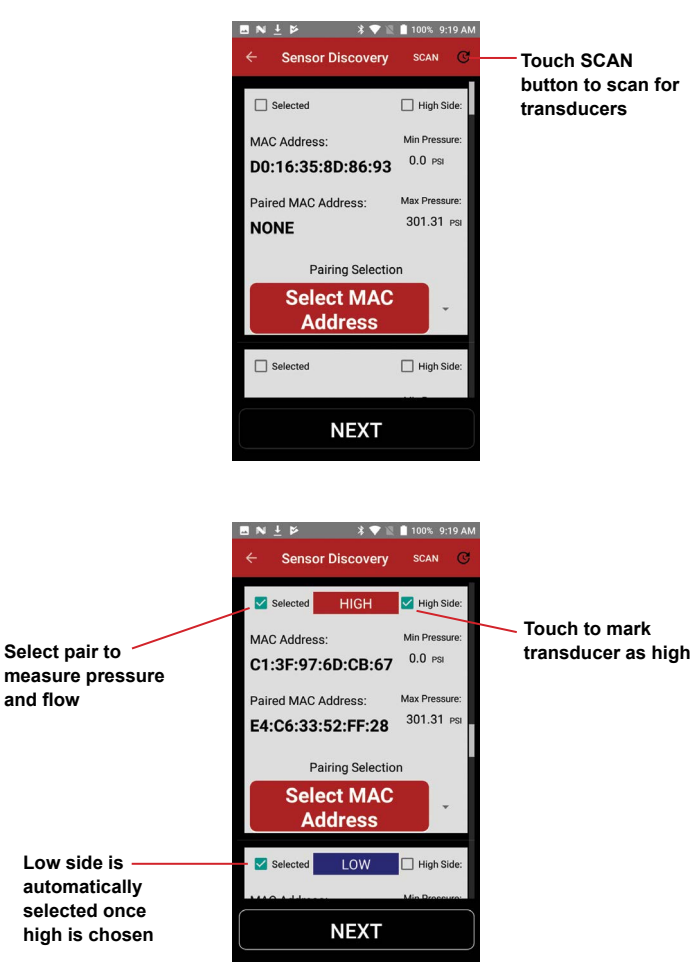 100% 9:19 AM
Sensor Discovery SCAN
Touch SCAN
button to scan for
transducers
Selected High Side:
MAC Address: Min Pressure:
D0:16:35:8D:86:93 0.0 PSI
Paired MAC Address: Max Pressure:
NONE 301.31 PSI
Pairing Selection
Select MAC
Address
Selected High Side:
NEXT
100% 9:19 AM
Sensor Discovery SCAN
Selected HIGH High Side:
Touch to mark
transducer as high
Select pair to
measure pressure
and flow
MAC Address: Min Pressure:
C1:3F:97:6D:CB:67 0.0 PSI
Paired MAC Address: Max Pressure:
E4:C6:33:52:FF:28 301.31 PSI
Pairing Selection
Select MAC
Address
Low side is
automatically
selected once
high is chosen
Selected LOW High Side:
MAC Address: Min Pressure:
NEXT